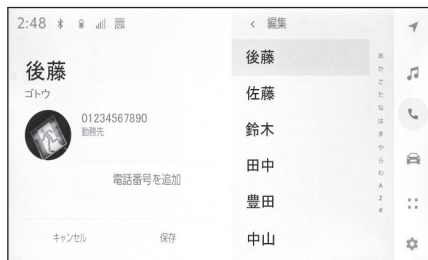 2:48
後藤
ゴトウ
01234567890
勤務先
電話番号を追加
キャンセル
保存
< 編集
後藤
佐藤
鈴木
田中
豊田
中山
あ
か
さ
た
な
は
ま
や
ら
わ
A
Z
#